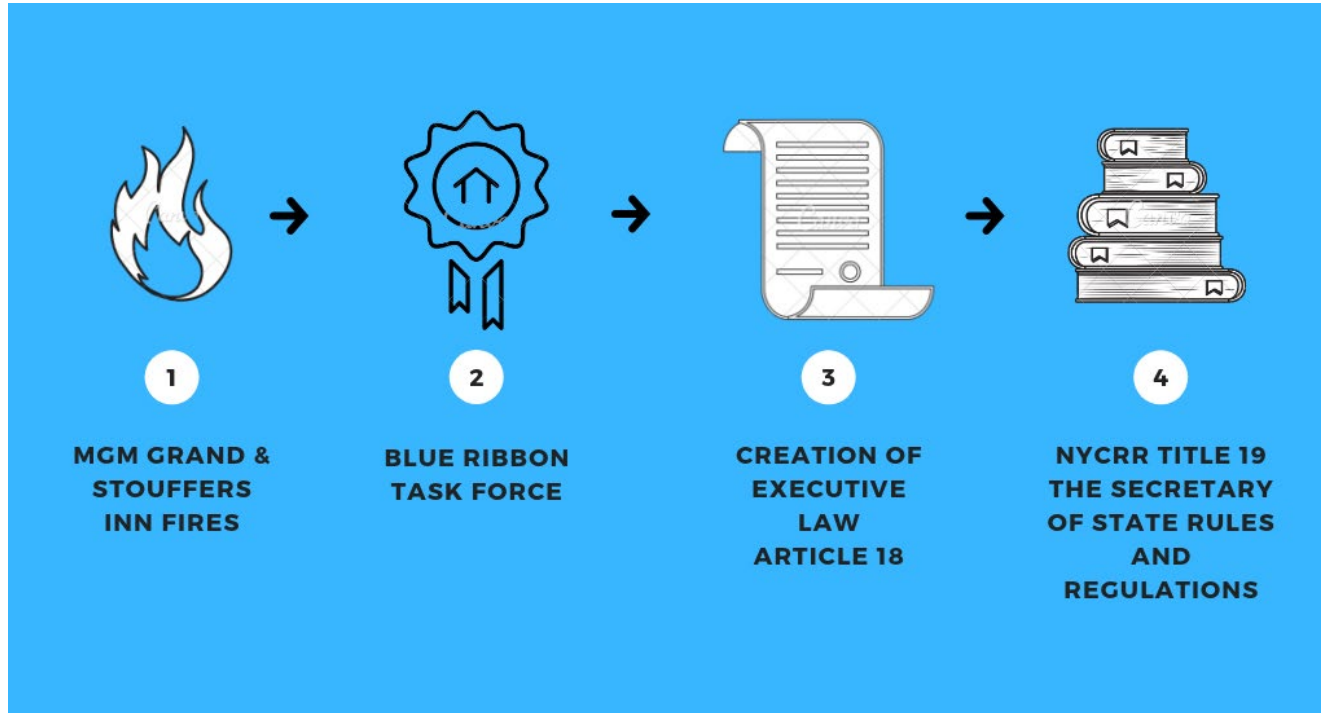 1
MGM GRAND &
STOUFFERS
INN FIRES
2
BLUE RIBBON
TASK FORCE
3
CREATION OF
EXECUTIVE
LAW
ARTICLE 18
4
NYCRR TITLE 19
THE SECRETARY
OF STATE RULES
AND
REGULATIONS